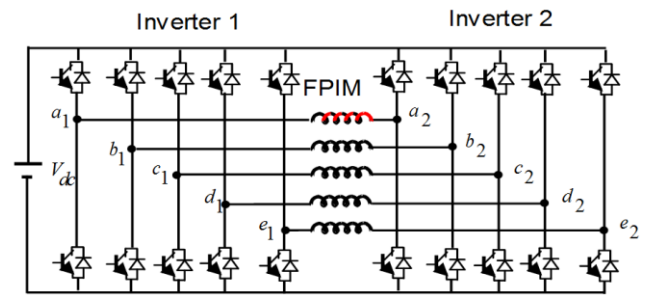 Inverter 1
Inverter 2
FPIM
a1
a2
b1
b2
Vdc
c1
c2
d1
d2
e1
e2